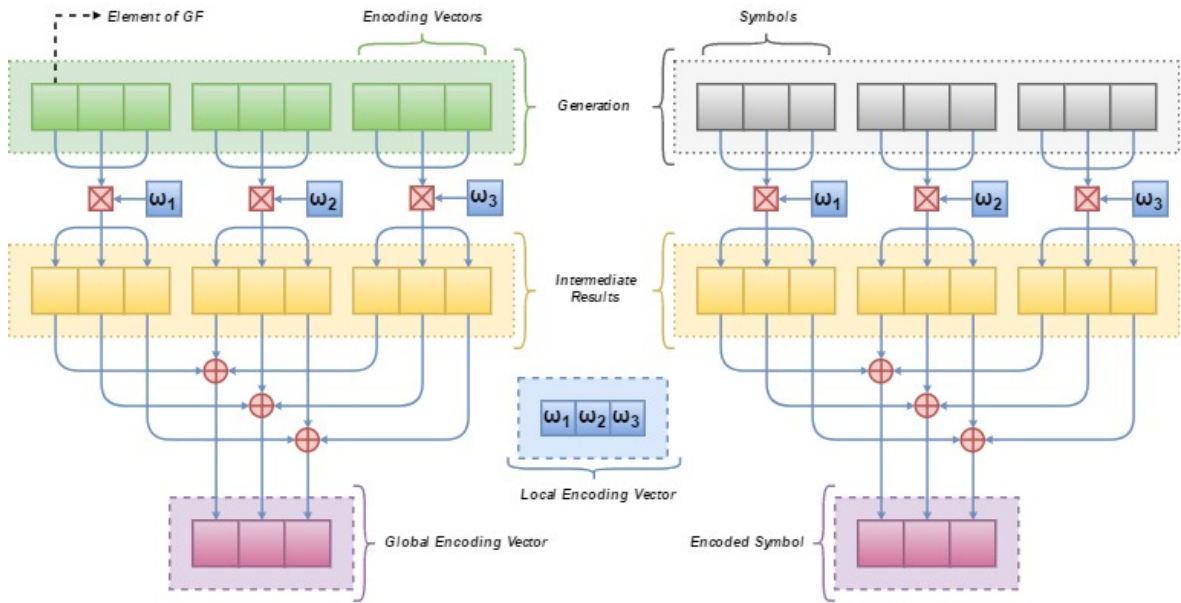 Element of GF
Encoding Vectors
Symbols
Generation
ω1
ω2
ω3
ω1
ω2
ω3
Intermediate
Results
ω1 ω2 ω3
Local Encoding Vector
Global Encoding Vector
Encoded Symbol